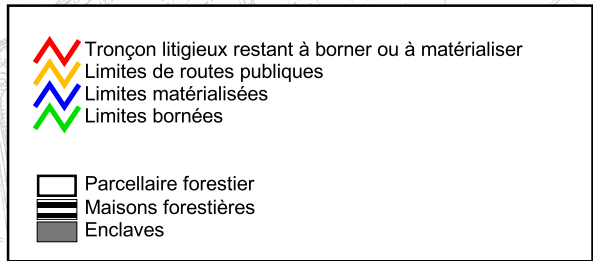 Tronçon litigieux restant à borner ou à matérialiser
Limites de routes publiques
Limites matérialisées
Limites bornées
Parcellaire forestier
Maisons forestières
Enclaves